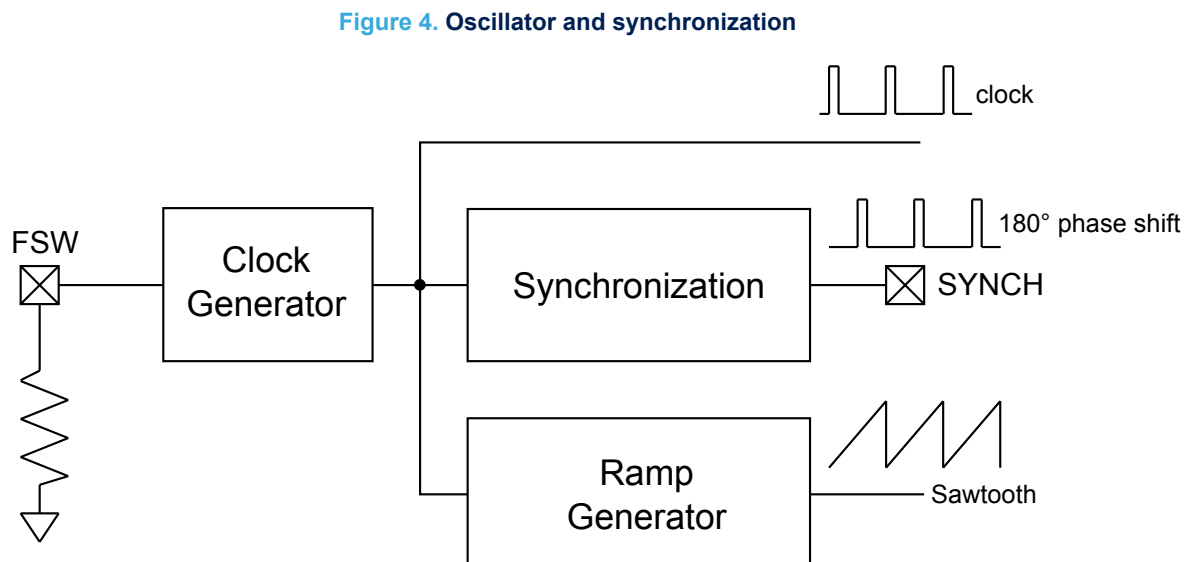 Figure 4. Oscillator and synchronization
clock
180° phase shift
FSW
Clock
Generator
Synchronization
SYNCH
Ramp
Generator
Sawtooth